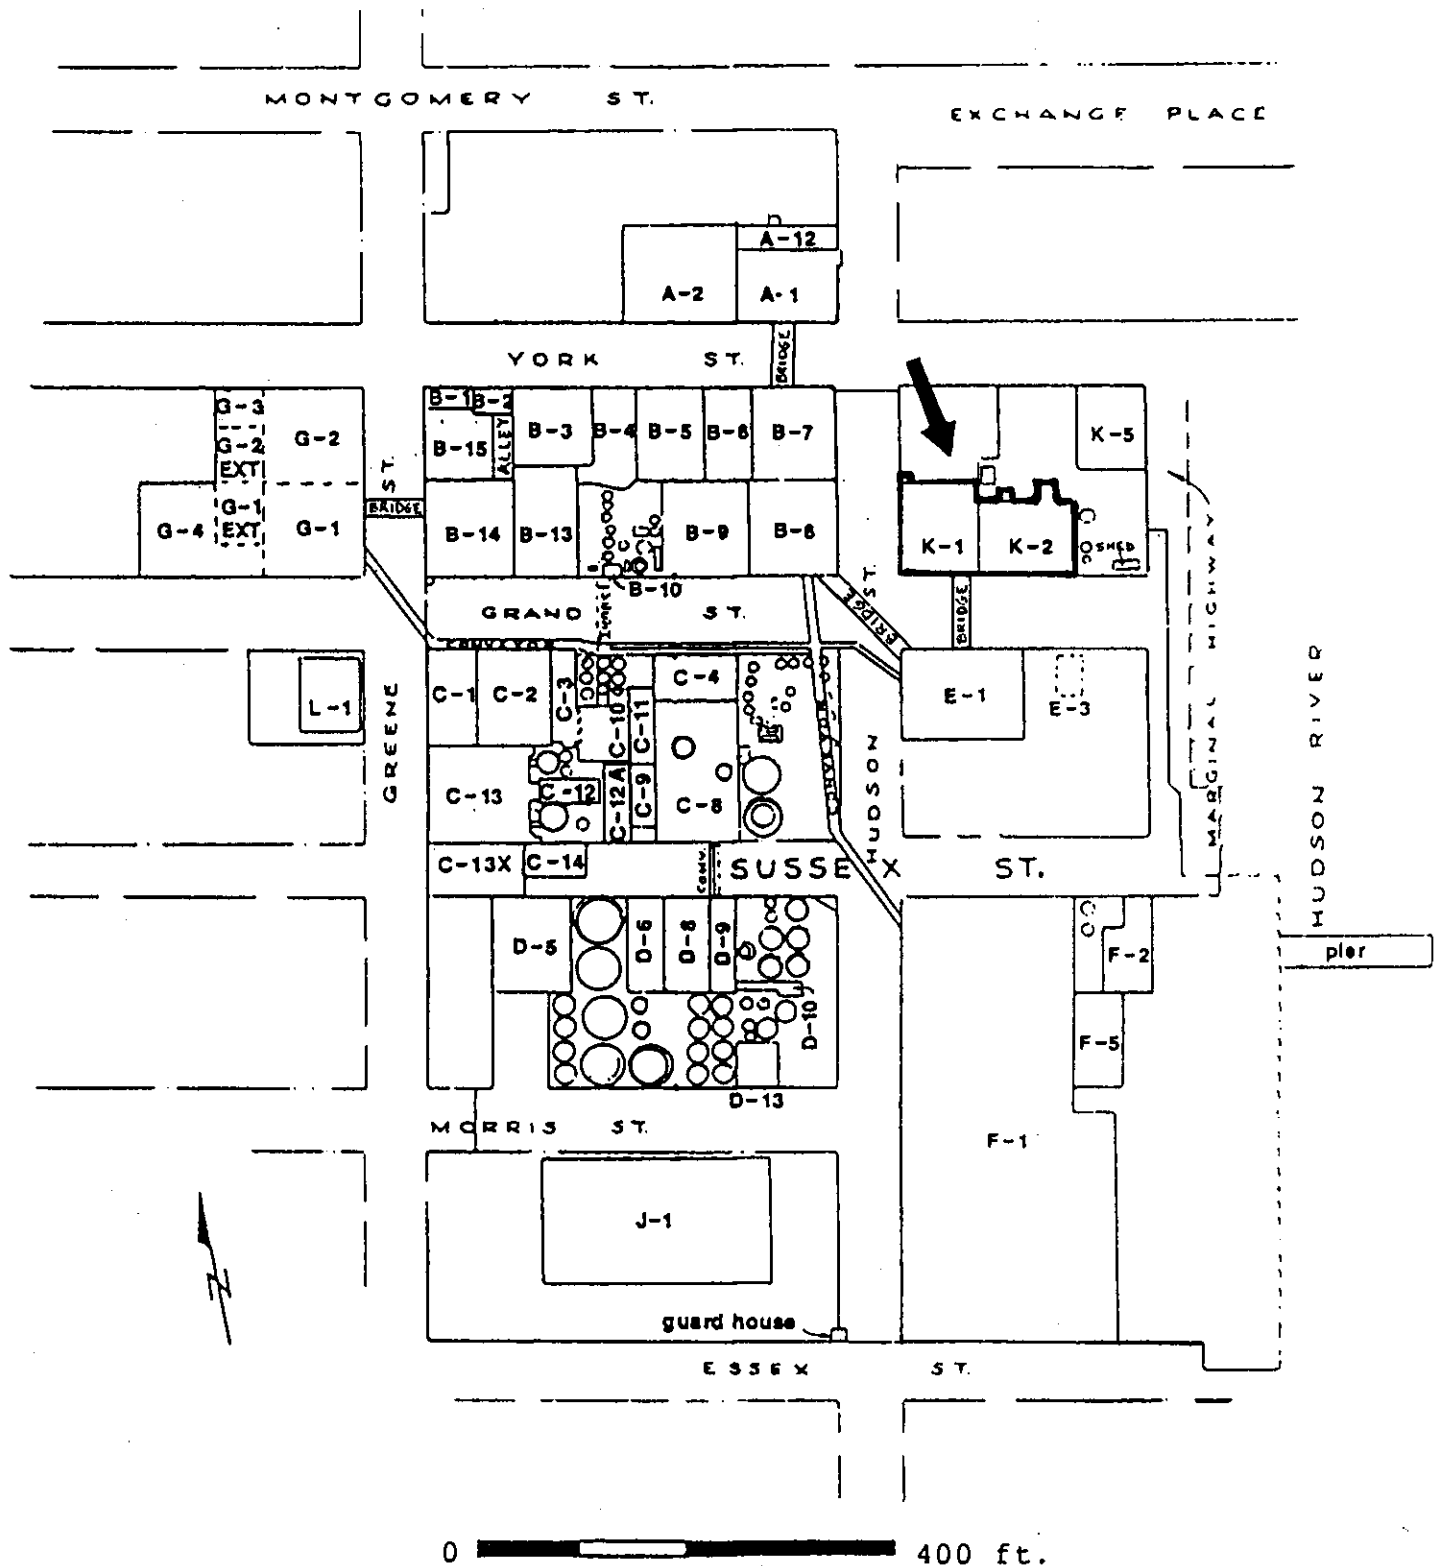 MONTGOMERY ST.
EXCHANGE PLACE
A-12
A-2
A-1
YORK ST.
BRIDGE
G-3
G-2
G-2
EXT
G-1
EXT
G-1
G-4
ST.
BRIDGE
B-1
B-2
B-15
ALLEY
B-3
B-4
B-5
B-6
B-7
B-14
B-13
B-9
B-8
B-10
K-5
K-1
K-2
SHED
GRAND ST.
BRIDGE
ST.
BRIDGE
MARGINAL HIGHWAY
HUDSON RIVER
L-1
GREENE
C-1
C-2
C-3
C-4
C-10
C-11
C-13
C-12
C-12A
C-9
C-8
E-1
E-3
HUDSON
C-13X
C-14
CONV.
SUSSEX ST.
D-5
D-6
D-8
D-9
D-10
D-13
F-2
pier
F-5
F-1
MORRIS ST.
J-1
guard house
ESSEX ST.
0 400 ft.